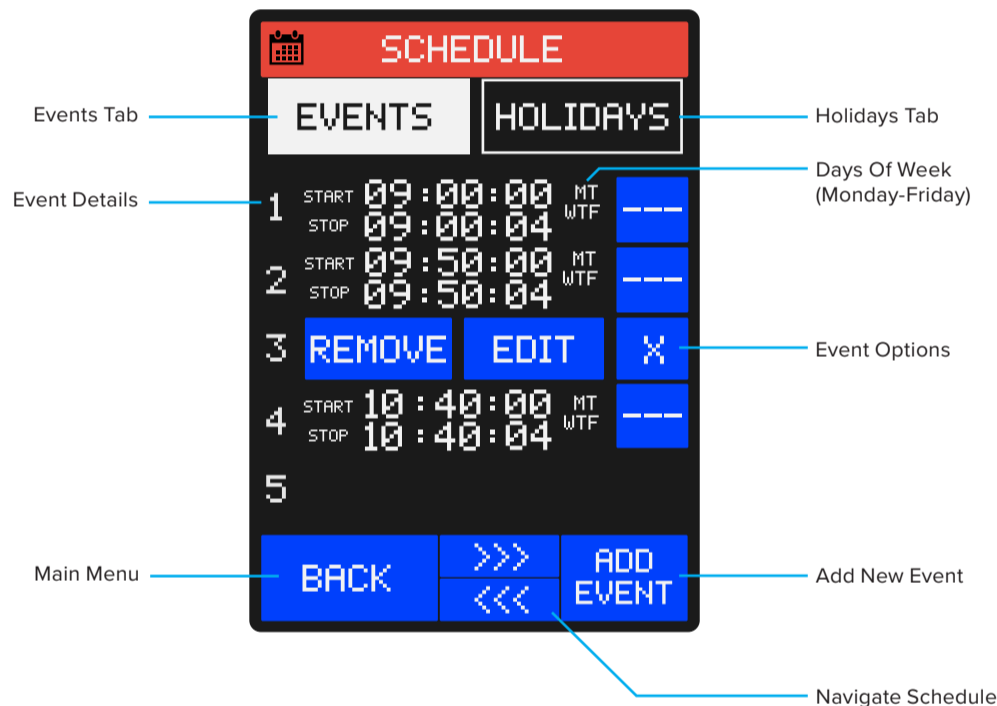 SCHEDULE
EVENTS HOLIDAYS
Events Tab
Holidays Tab
Days Of Week
(Monday-Friday)
Event Details
1 START 09:00:00 MT
STOP 09:00:04 WTF ---
2 START 09:50:00 MT
STOP 09:50:04 WTF ---
3 REMOVE EDIT X
Event Options
4 START 10:40:00 MT
STOP 10:40:04 WTF ---
5
Main Menu
BACK >>> ADD
<<< EVENT
Add New Event
Navigate Schedule